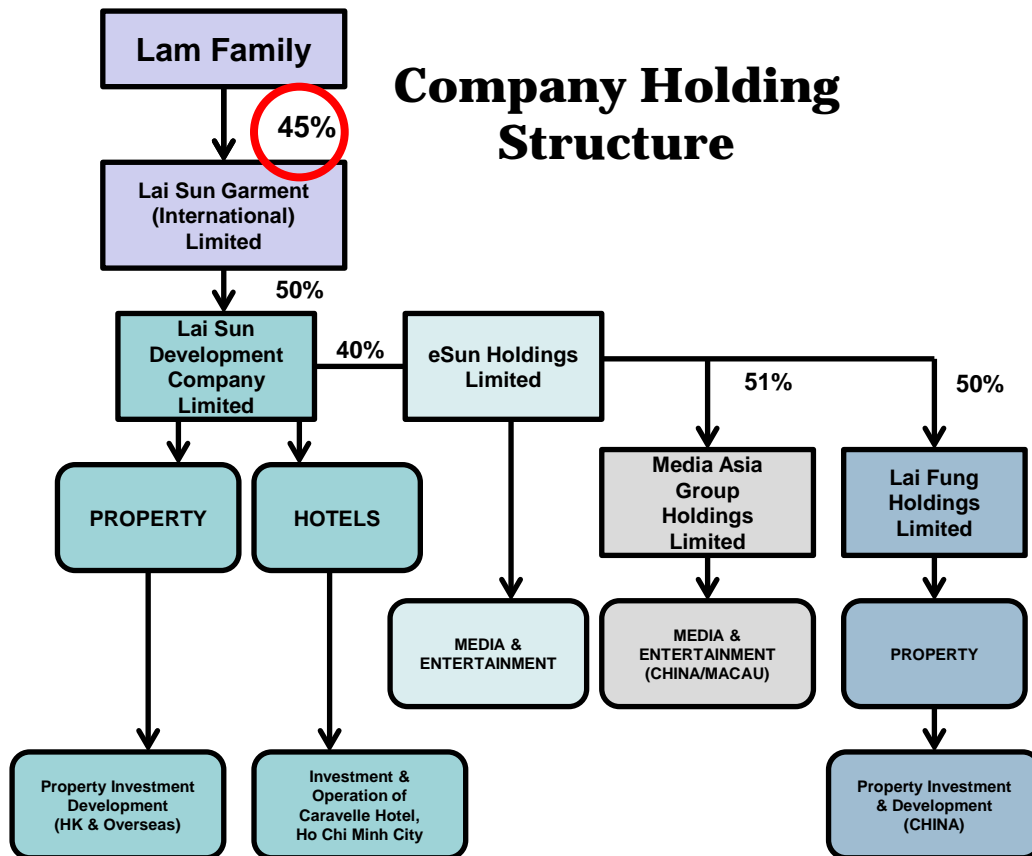 Lam Family
Company Holding
Structure
45%
Lai Sun Garment
(International)
Limited
50%
Lai Sun
Development
Company
Limited
40%
eSun Holdings
Limited
51%
50%
PROPERTY
HOTELS
Media Asia
Group
Holdings
Limited
Lai Fung
Holdings
Limited
MEDIA &
ENTERTAINMENT
MEDIA &
ENTERTAINMENT
(CHINA/MACAU)
PROPERTY
Property Investment
Development
(HK & Overseas)
Investment &
Operation of
Caravelle Hotel,
Ho Chi Minh City
Property Investment
& Development
(CHINA)